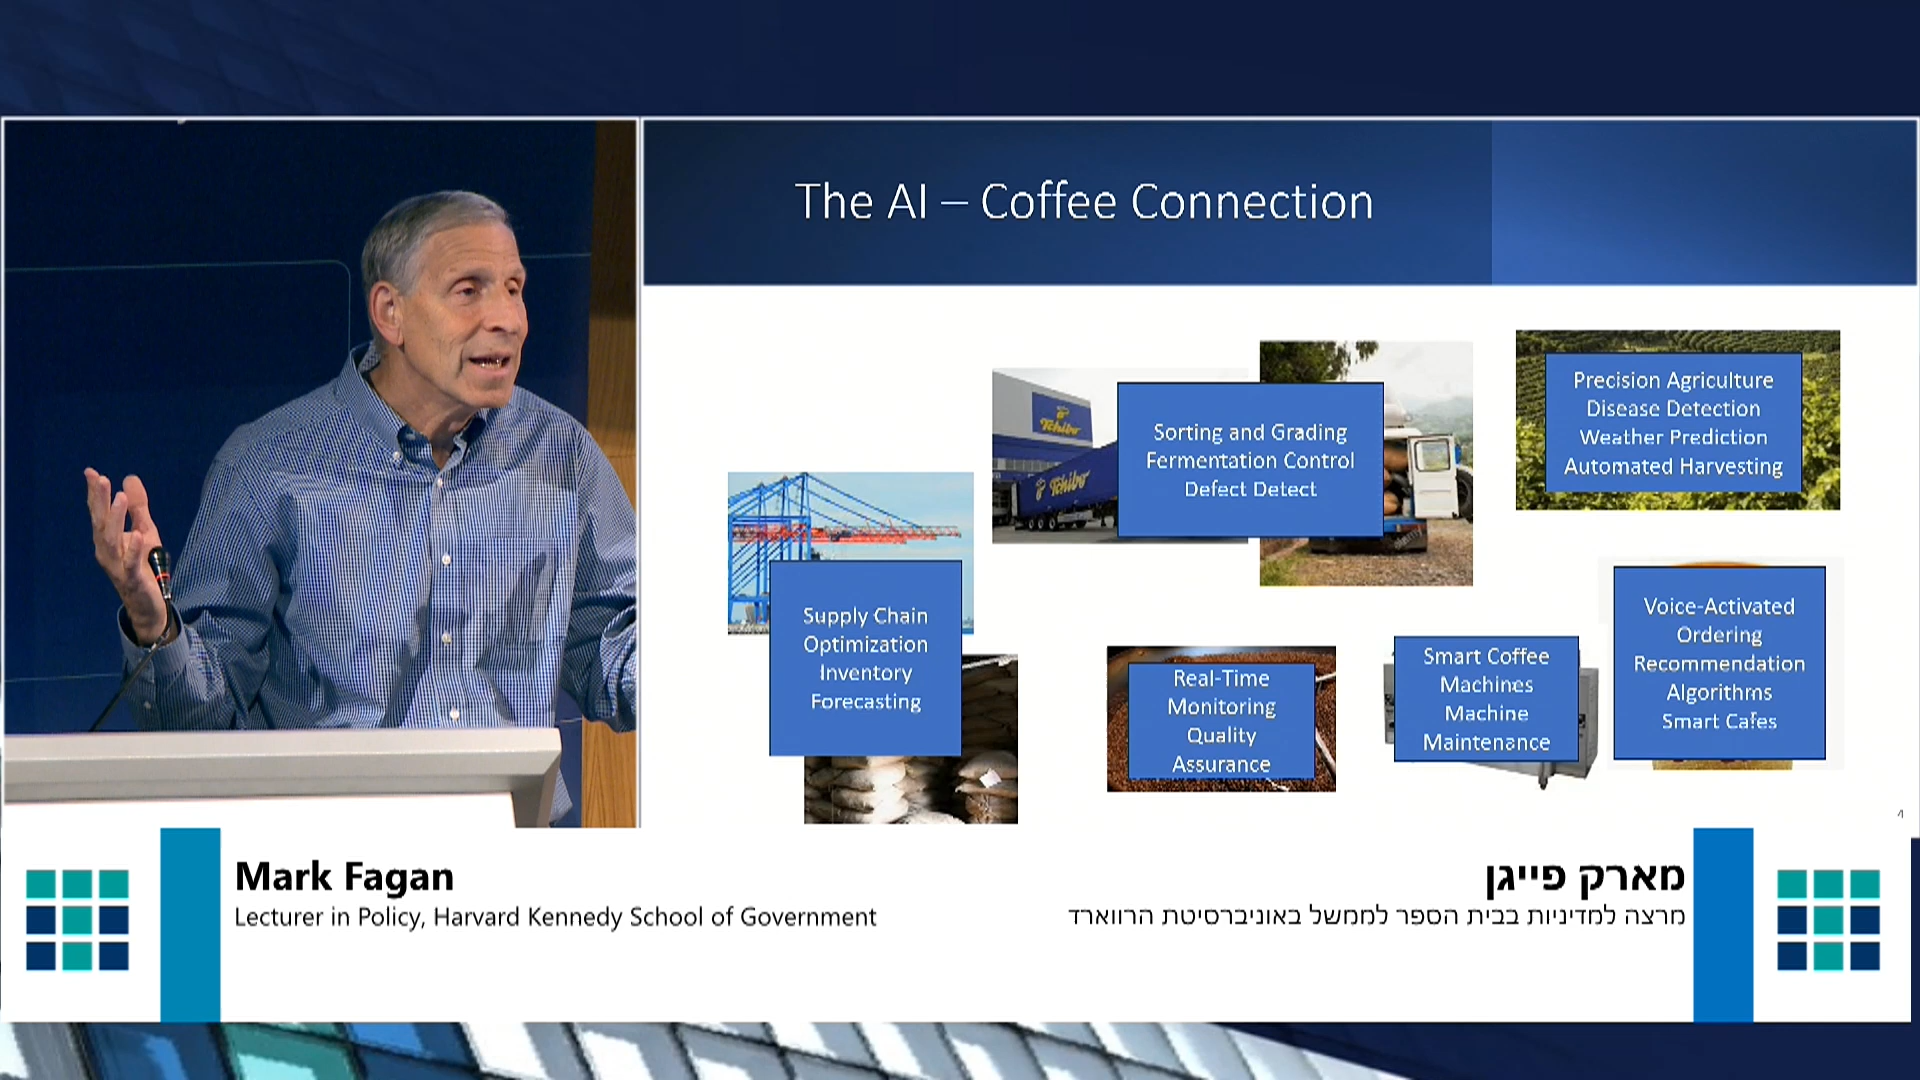 The AI – Coffee Connection
Precision Agriculture
Disease Detection
Weather Prediction
Automated Harvesting
Tchibo
Tchibo
Sorting and Grading
Fermentation Control
Defect Detect
Supply Chain
Optimization
Inventory
Forecasting
Real-Time
Monitoring
Quality
Assurance
Smart Coffee
Machines
Machine
Maintenance
Voice-Activated
Ordering
Recommendation
Algorithms
Smart Cafes
4
Mark Fagan
Lecturer in Policy, Harvard Kennedy School of Government
מארק פייגן
מרצה למדיניות בבית הספר לממשל באוניברסיטת הרווארד